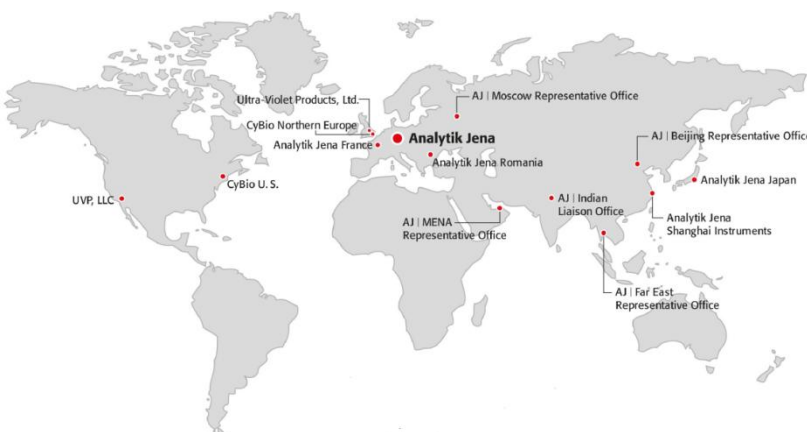 Ultra-Violet Products, Ltd.
CyBio Northern Europe
Analytik Jena France
Analytik Jena
Analytik Jena Romania
AJ | Moscow Representative Office
AJ | Beijing Representative Office
Analytik Jena Japan
UVP, LLC
CyBio U. S.
AJ | MENA
Representative Office
AJ | Indian
Liaison Office
Analytik Jena
Shanghai Instruments
AJ | Far East
Representative Office